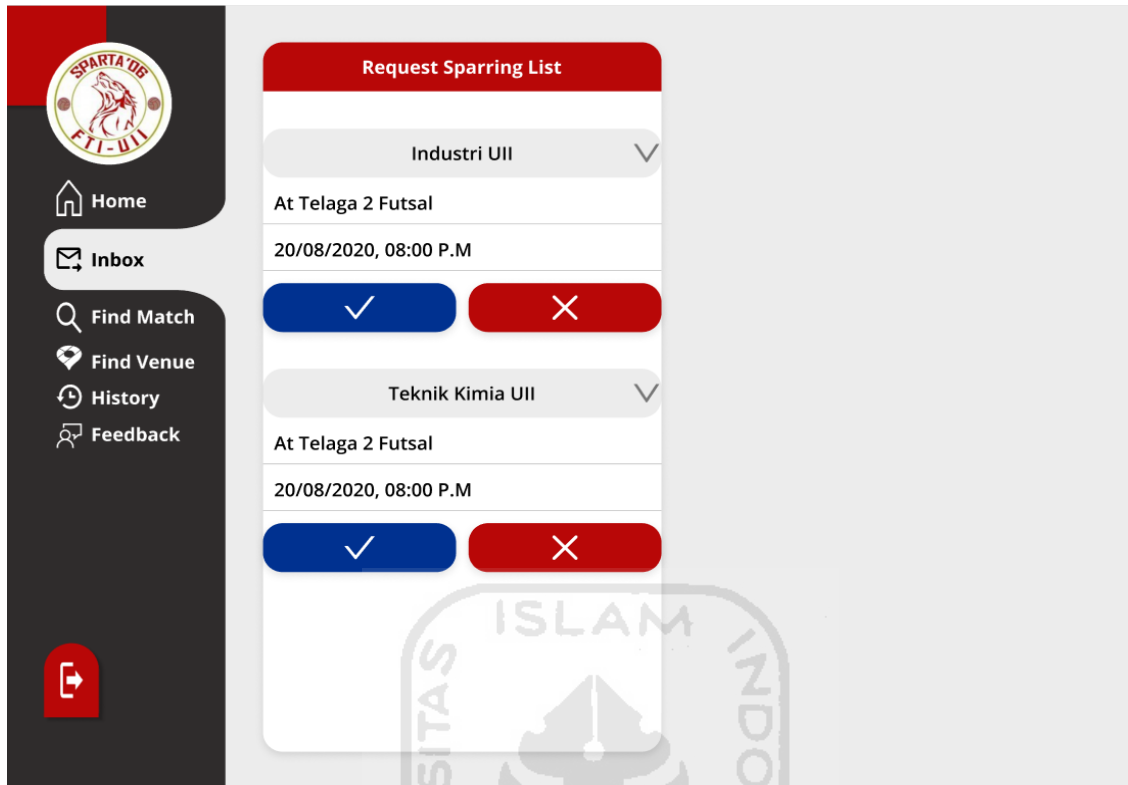 SPARTA'06
FTI-UII
Home
Inbox
Find Match
Find Venue
History
Feedback
Request Sparring List
Industri UII
At Telaga 2 Futsal
20/08/2020, 08:00 P.M
Teknik Kimia UII
At Telaga 2 Futsal
20/08/2020, 08:00 P.M
SITAS ISLAM INDO